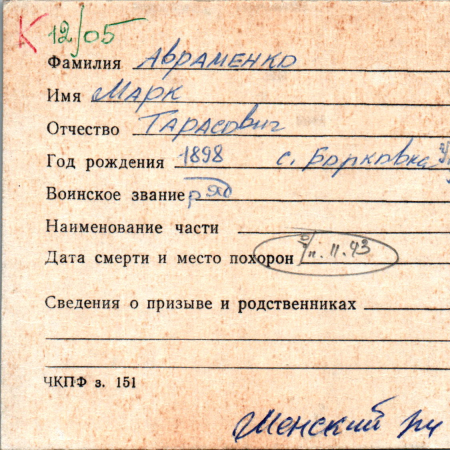 К 12/05
Фамилия Авраменко
Имя Марк
Отчество Тарасович
Год рождения 1898 с. Борковка
Воинское звание ряд
Наименование части
Дата смерти и место похорон п. 11.43
Сведения о призыве и родственниках
ЧКПФ з. 151
Менский